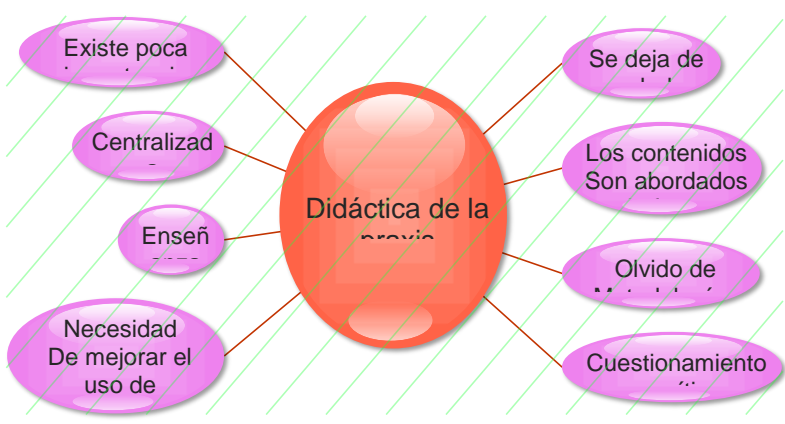 Existe poca
Centralizad
Enseñ
Necesidad
De mejorar el
uso de
Didáctica de la
praxis
Se deja de
Los contenidos
Son abordados
Olvido de
Cuestionamiento